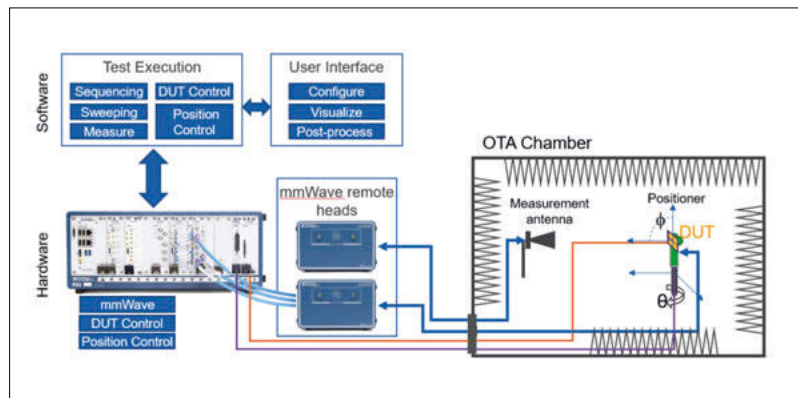 Software
Test Execution
Sequencing
DUT Control
Sweeping
Position
Control
Measure
User Interface
Configure
Visualize
Post-process
Hardware
mmWave
DUT Control
Position Control
mmWave remote
heads
OTA Chamber
Measurement
antenna
Positioner
ϕ
DUT
θ